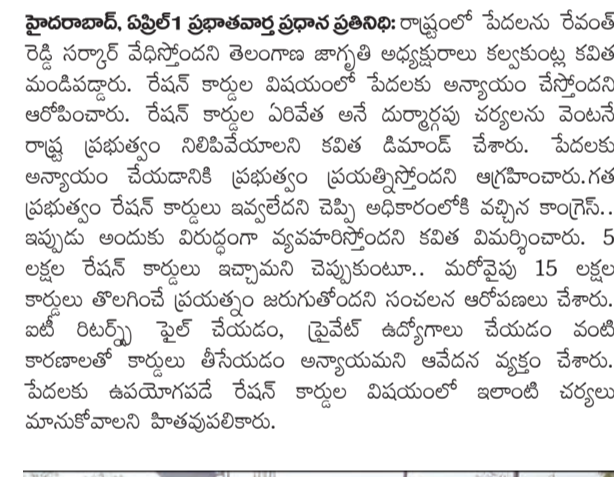 హైదరాబాద్, ఏప్రిల్1 ప్రభాతవార్త ప్రధాన ప్రతినిధి: రాష్ట్రంలో పేదలను రేవంత్
రెడ్డి సర్కార్ వేధిస్తోందని తెలంగాణ జాగృతి అధ్యక్షురాలు కల్వకుంట్ల కవిత
మండిపడ్డారు. రేషన్ కార్డుల విషయంలో పేదలకు అన్యాయం చేస్తోందని
ఆరోపించారు. రేషన్ కార్డుల ఏరివేత అనే దుర్మార్గపు చర్యలను వెంటనే
రాష్ట్ర ప్రభుత్వం నిలిపివేయాలని కవిత డిమాండ్ చేశారు. పేదలకు
అన్యాయం చేయడానికి ప్రభుత్వం ప్రయత్నిస్తోందని ఆగ్రహించారు.గత
ప్రభుత్వం రేషన్ కార్డులు ఇవ్వలేదని చెప్పి అధికారంలోకి వచ్చిన కాంగ్రెస్..
ఇప్పుడు అందుకు విరుద్ధంగా వ్యవహరిస్తోందని కవిత విమర్శించారు. 5
లక్షల రేషన్ కార్డులు ఇచ్చామని చెప్పుకుంటూ.. మరోవైపు 15 లక్షల
కార్డులు తొలగించే ప్రయత్నం జరుగుతోందని సంచలన ఆరోపణలు చేశారు.
ఐటీ రిటర్న్స్ ఫైల్ చేయడం, ప్రైవేట్ ఉద్యోగాలు చేయడం వంటి
కారణాలతో కార్డులు తీసేయడం అన్యాయమని ఆవేదన వ్యక్తం చేశారు.
పేదలకు ఉపయోగపడే రేషన్ కార్డుల విషయంలో ఇలాంటి చర్యలు
మానుకోవాలని హితవుపలికారు.